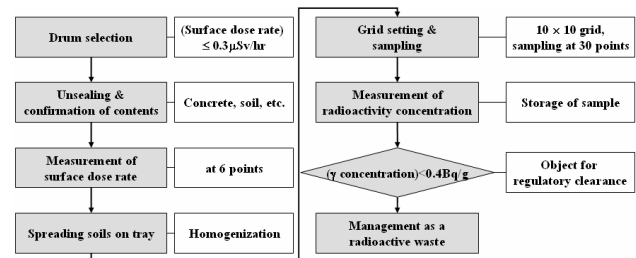 Drum selection
(Surface dose rate)
≤ 0.3μSv/hr
Unsealing &
confirmation of contents
Concrete, soil, etc.
Measurement of
surface dose rate
at 6 points
Spreading soils on tray
Homogenization
Grid setting &
sampling
10 × 10 grid,
sampling at 30 points
Measurement of
radioactivity concentration
Storage of sample
(γ concentration)<0.4Bq/g
Object for
regulatory clearance
Management as a
radioactive waste